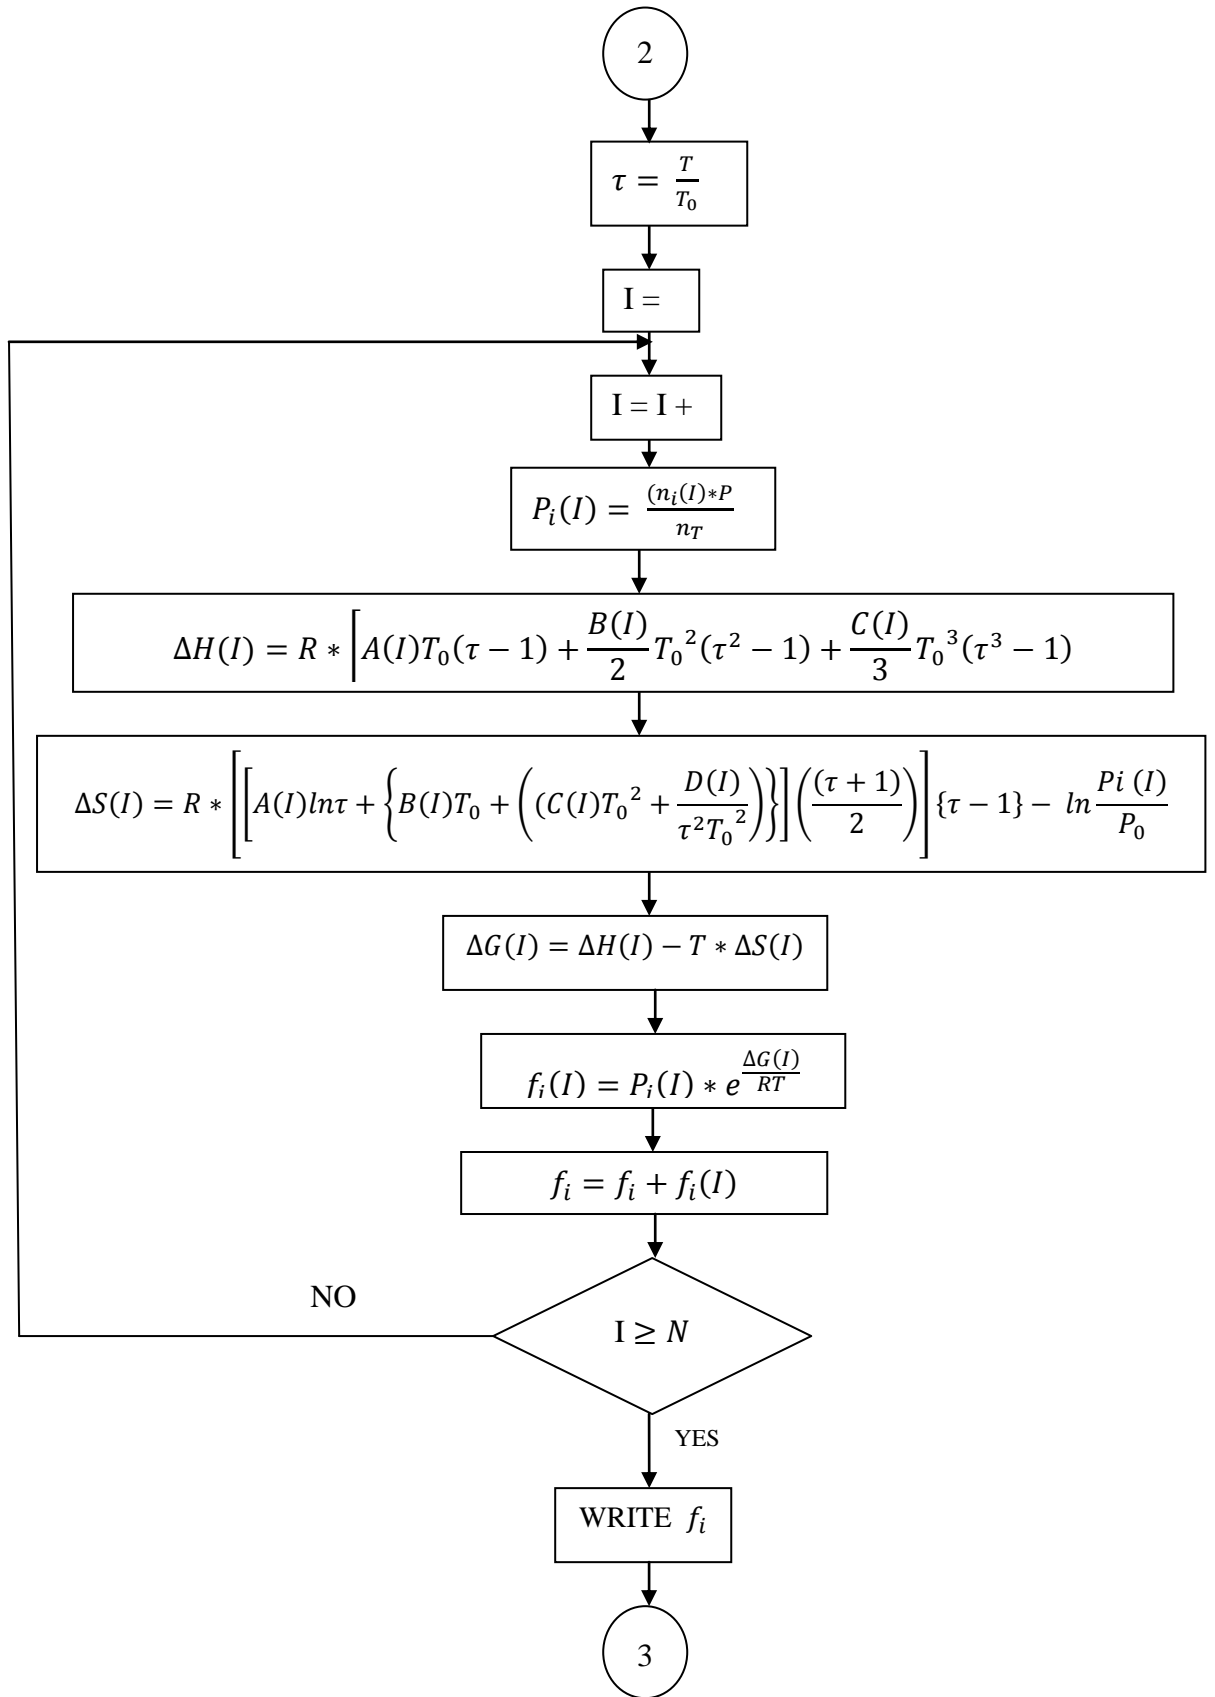 2
τ = T/T₀
I =
I = I +
Pᵢ(I) = (nᵢ(I)∗P/n_T
ΔH(I) = R ∗ [A(I)T₀(τ − 1) + B(I)/2 T₀²(τ² − 1) + C(I)/3 T₀³(τ³ − 1)
ΔS(I) = R ∗ [[A(I)lnτ + {B(I)T₀ + ((C(I)T₀² + D(I)/τ²T₀²)}] ((τ + 1)/2)] {τ − 1} − ln Pi (I)/P₀
ΔG(I) = ΔH(I) − T ∗ ΔS(I)
fᵢ(I) = Pᵢ(I) ∗ e^(ΔG(I)/RT)
fᵢ = fᵢ + fᵢ(I)
NO
I ≥ N
YES
WRITE fᵢ
3